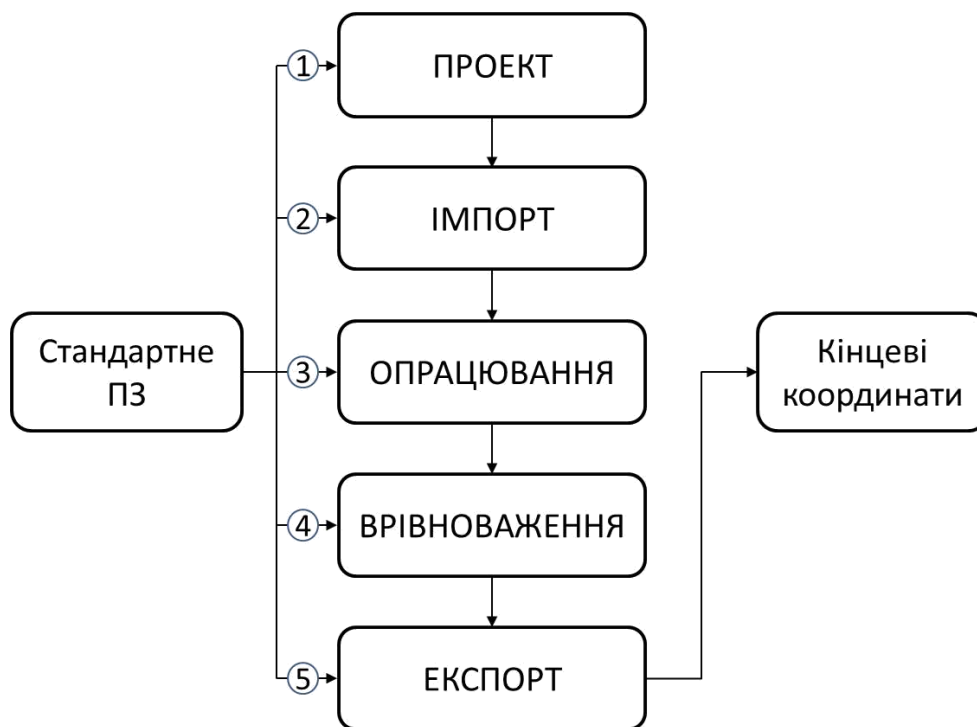 1
ПРОЕКТ
2
ІМПОРТ
Стандартне
ПЗ
3
ОПРАЦЮВАННЯ
Кінцеві
координати
4
ВРІВНОВАЖЕННЯ
5
ЕКСПОРТ